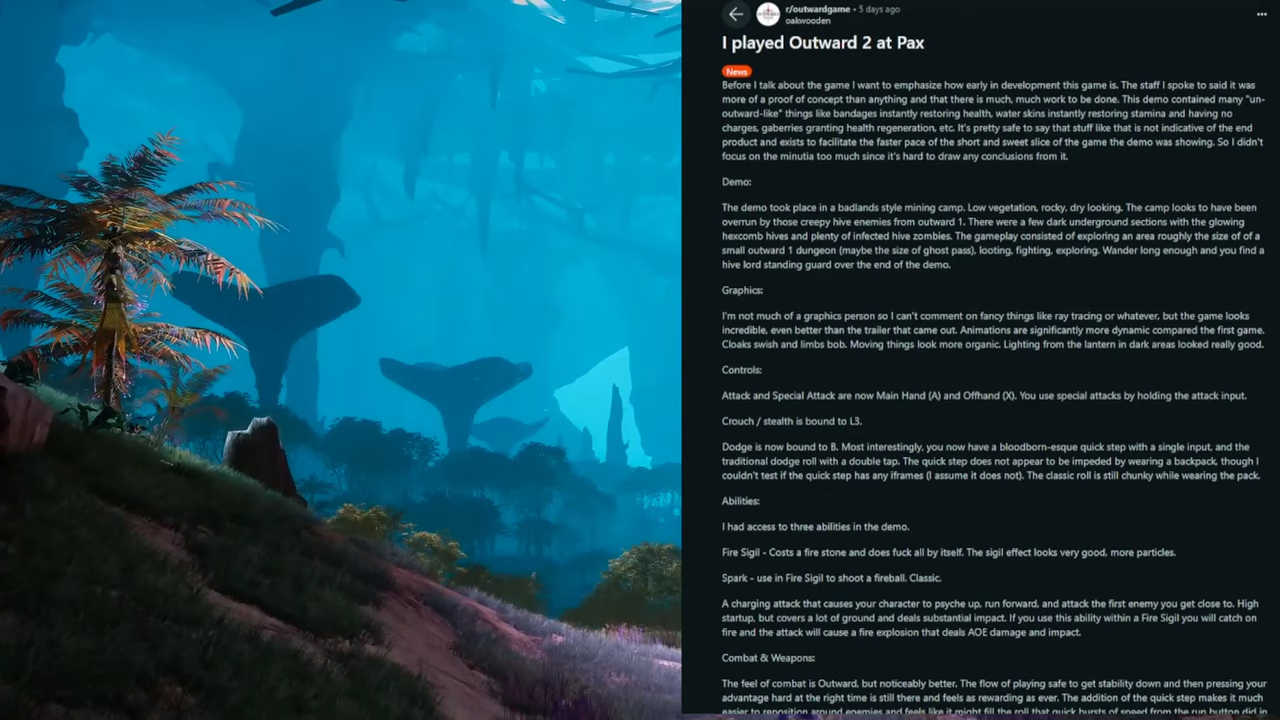 r/outwardgame • 5 days ago
oakwooden
I played Outward 2 at Pax
News
Before I talk about the game I want to emphasize how early in development this game is. The staff I spoke to said it was
more of a proof of concept than anything and that there is much, much work to be done. This demo contained many "un-
outward-like" things like bandages instantly restoring health, water skins instantly restoring stamina and having no
charges, gaberries granting health regeneration, etc. It's pretty safe to say that stuff like that is not indicative of the end
product and exists to facilitate the faster pace of the short and sweet slice of the game the demo was showing. So I didn't
focus on the minutia too much since it's hard to draw any conclusions from it.
Demo:
The demo took place in a badlands style mining camp. Low vegetation, rocky, dry looking. The camp looks to have been
overrun by those creepy hive enemies from outward 1. There were a few dark underground sections with the glowing
hexcomb hives and plenty of infected hive zombies. The gameplay consisted of exploring an area roughly the size of of a
small outward 1 dungeon (maybe the size of ghost pass), looting, fighting, exploring. Wander long enough and you find a
hive lord standing guard over the end of the demo.
Graphics:
I'm not much of a graphics person so I can't comment on fancy things like ray tracing or whatever, but the game looks
incredible, even better than the trailer that came out. Animations are significantly more dynamic compared the first game.
Cloaks swish and limbs bob. Moving things look more organic. Lighting from the lantern in dark areas looked really good.
Controls:
Attack and Special Attack are now Main Hand (A) and Offhand (X). You use special attacks by holding the attack input.
Crouch / stealth is bound to L3.
Dodge is now bound to B. Most interestingly, you now have a bloodborn-esque quick step with a single input, and the
traditional dodge roll with a double tap. The quick step does not appear to be impeded by wearing a backpack, though I
couldn't test if the quick step has any iframes (I assume it does not). The classic roll is still chunky while wearing the pack.
Abilities:
I had access to three abilities in the demo.
Fire Sigil - Costs a fire stone and does fuck all by itself. The sigil effect looks very good, more particles.
Spark - use in Fire Sigil to shoot a fireball. Classic.
A charging attack that causes your character to psyche up, run forward, and attack the first enemy you get close to. High
startup, but covers a lot of ground and deals substantial impact. If you use this ability within a Fire Sigil you will catch on
fire and the attack will cause a fire explosion that deals AOE damage and impact.
Combat & Weapons:
The feel of combat is Outward, but noticeably better. The flow of playing safe to get stability down and then pressing your
advantage hard at the right time is still there and feels as rewarding as ever. The addition of the quick step makes it much
easier to reposition around enemies and feels like it might fill the roll that quick bursts of speed from the run button did in